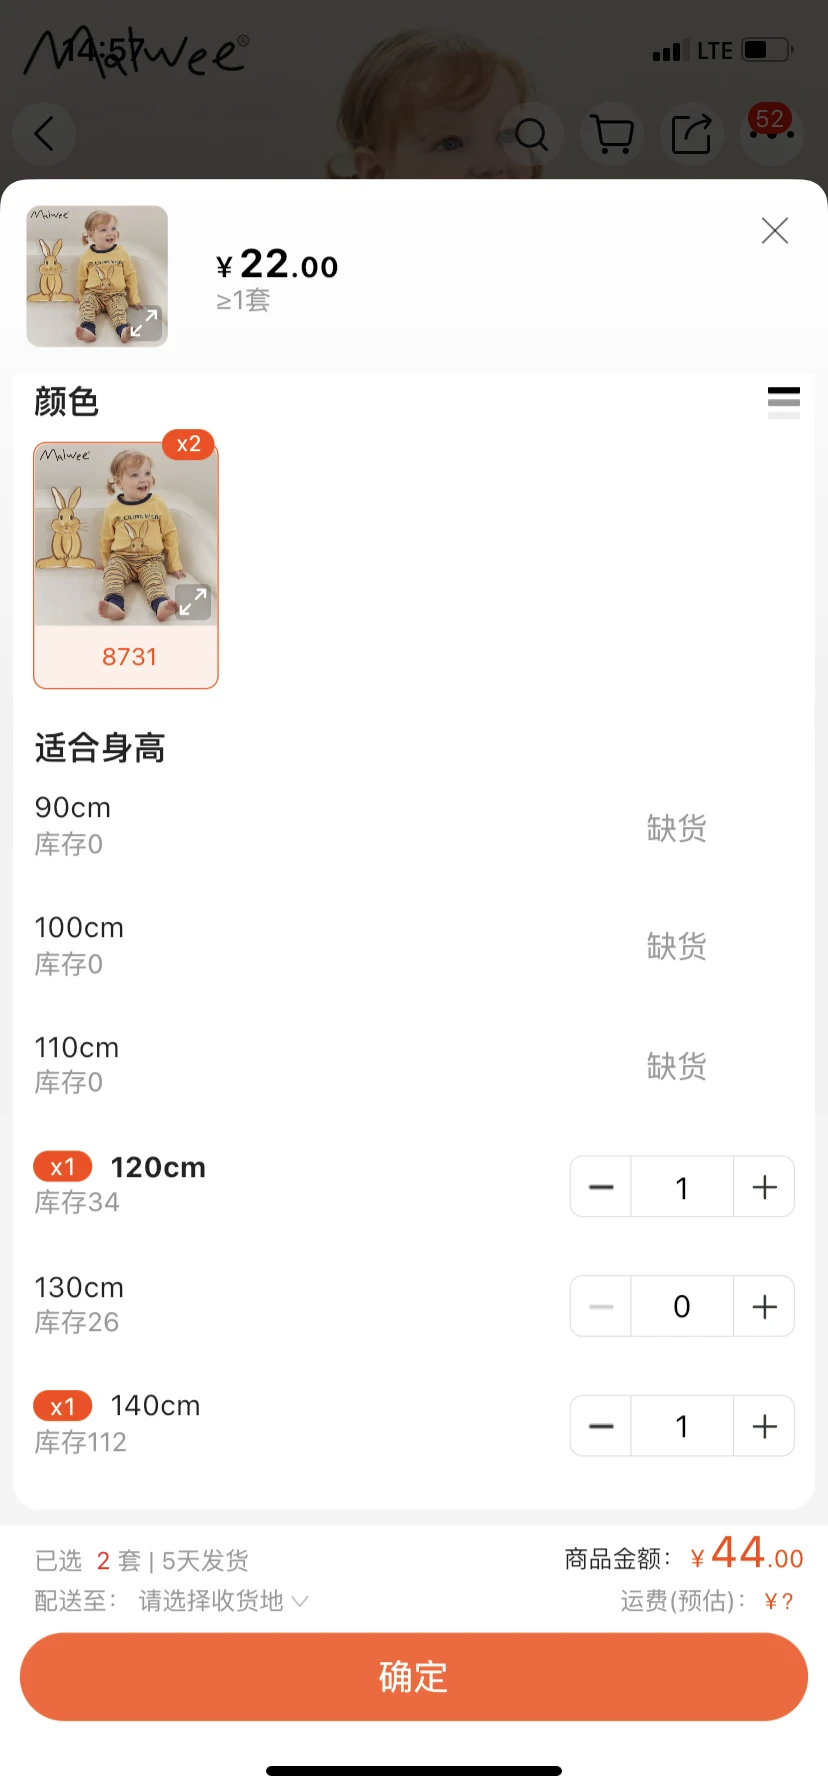 Malwee®
14:57
LTE
52
Malwee
¥22.00
≥1套
颜色
x2
Malwee
8731
适合身高
90cm
库存0
缺货
100cm
库存0
缺货
110cm
库存0
缺货
x1 120cm
库存34
1
130cm
库存26
0
x1 140cm
库存112
1
已选 2 套 | 5天发货
商品金额: ¥44.00
配送至: 请选择收货地
运费(预估): ¥?
确定